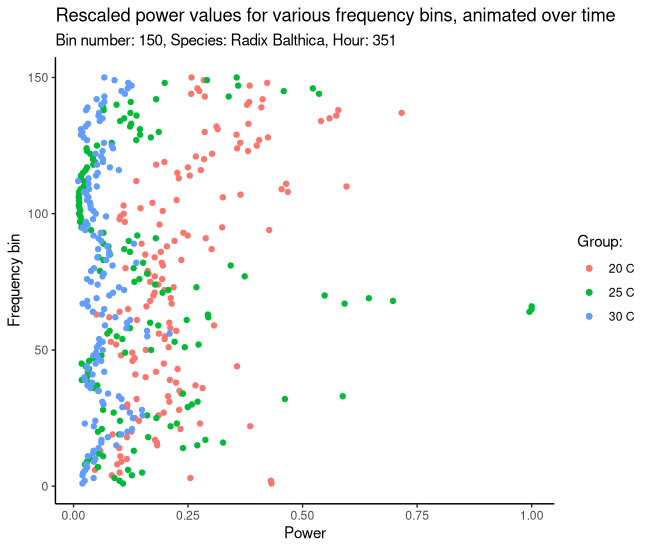 Rescaled power values for various frequency bins, animated over time
Bin number: 150, Species: Radix Balthica, Hour: 351
150
100
50
0
Frequency bin
0.00
0.25
0.50
0.75
1.00
Power
Group:
20 C
25 C
30 C